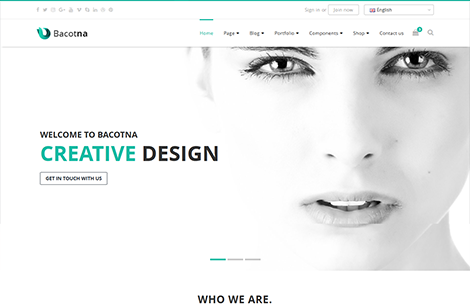 Sign in or Join now English
Bacotna Home Page Blog Portfolio Components Shop Contact us
WELCOME TO BACOTNA
CREATIVE DESIGN
GET IN TOUCH WITH US
WHO WE ARE.